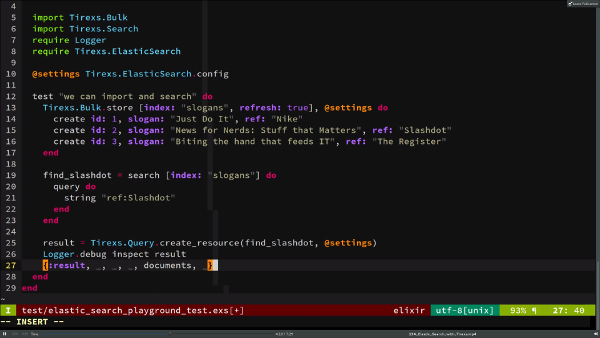 4
5 import Tirexs.Bulk
6 import Tirexs.Search
7 require Logger
8 require Tirexs.ElasticSearch
9
10 @settings Tirexs.ElasticSearch.config
11
12 test "we can import and search" do
13 Tirexs.Bulk.store [index: "slogans", refresh: true], @settings do
14 create id: 1, slogan: "Just Do It", ref: "Nike"
15 create id: 2, slogan: "News for Nerds: Stuff that Matters", ref: "Slashdot"
16 create id: 3, slogan: "Biting the hand that feeds IT", ref: "The Register"
17 end
18
19 find_slashdot = search [index: "slogans"] do
20 query do
21 string "ref:Slashdot"
22 end
23 end
24
25 result = Tirexs.Query.create_resource(find_slashdot, @settings)
26 Logger.debug inspect result
27 {:result, _, _, _, documents, _}
28 end
29 end
~
I test/elastic_search_playground_test.exs[+] elixir utf-8[unix] 93% ¶ 27: 40
-- INSERT --